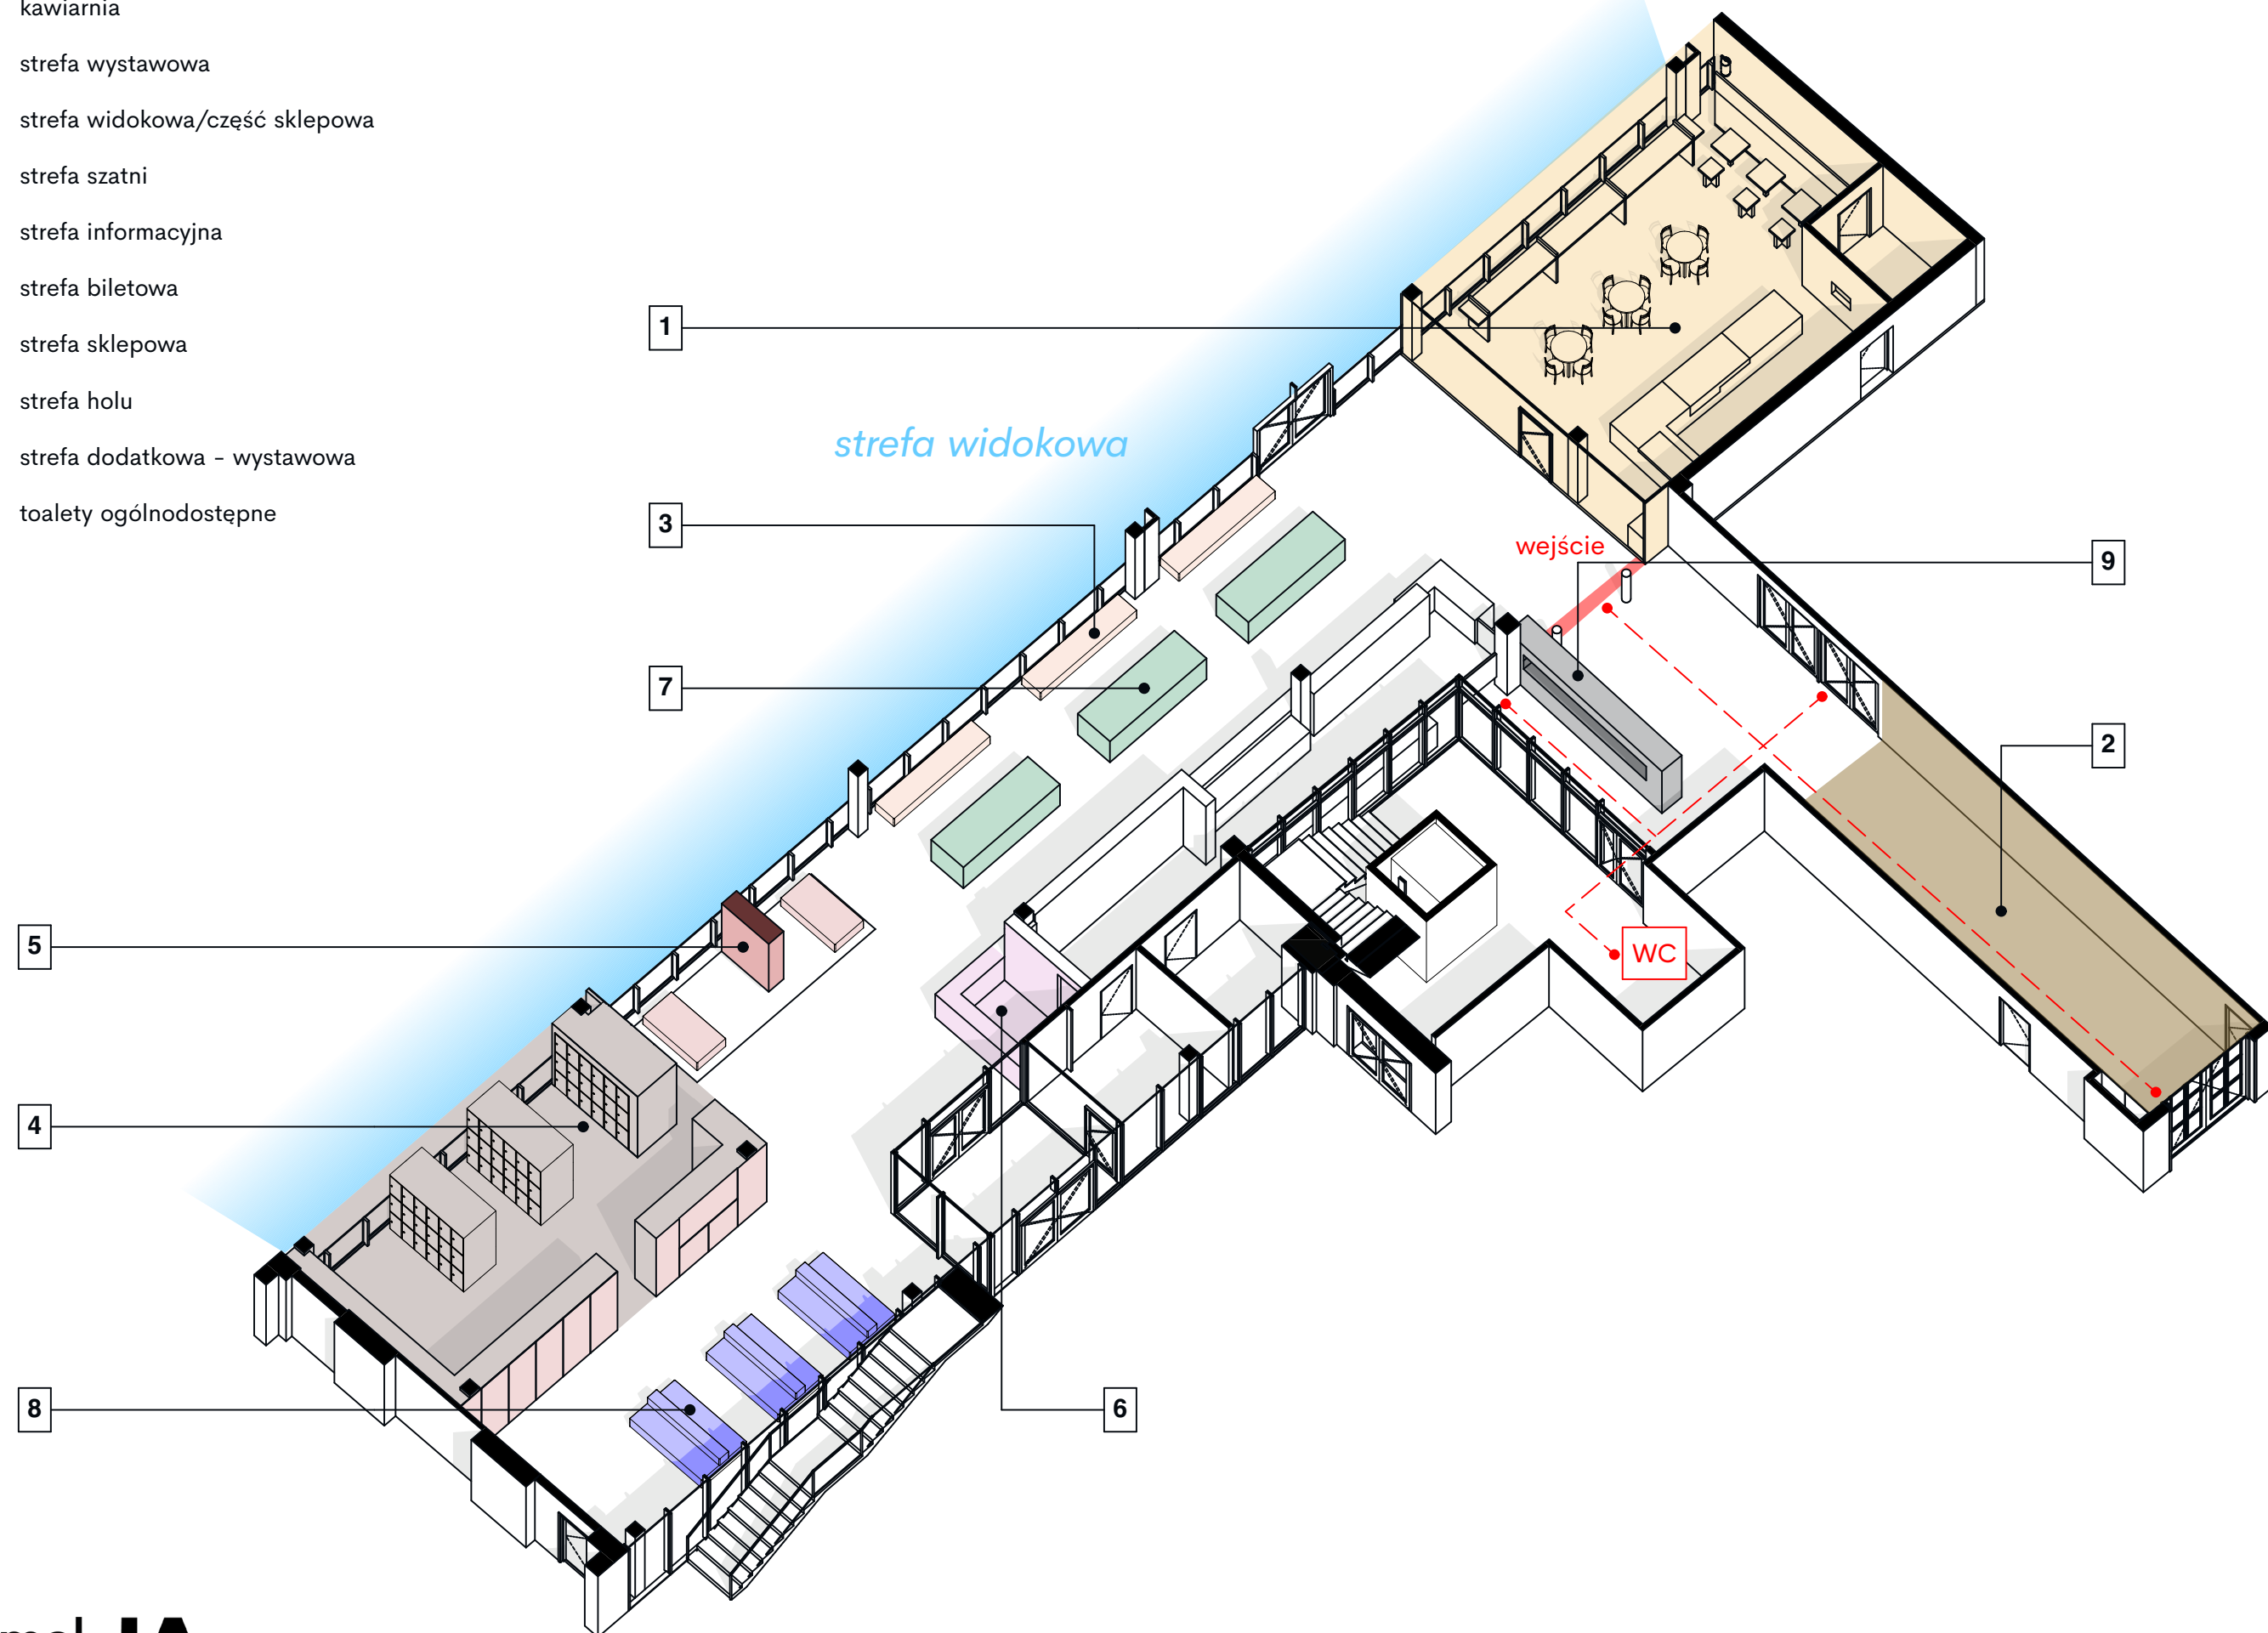 kawiarnia
strefa wystawowa
strefa widokowa/część sklepowa
strefa szatni
strefa informacyjna
strefa biletowa
strefa sklepowa
strefa holu
strefa dodatkowa - wystawowa
toalety ogólnodostępne
1
strefa widokowa
3
wejście
9
7
2
5
WC
4
8
6